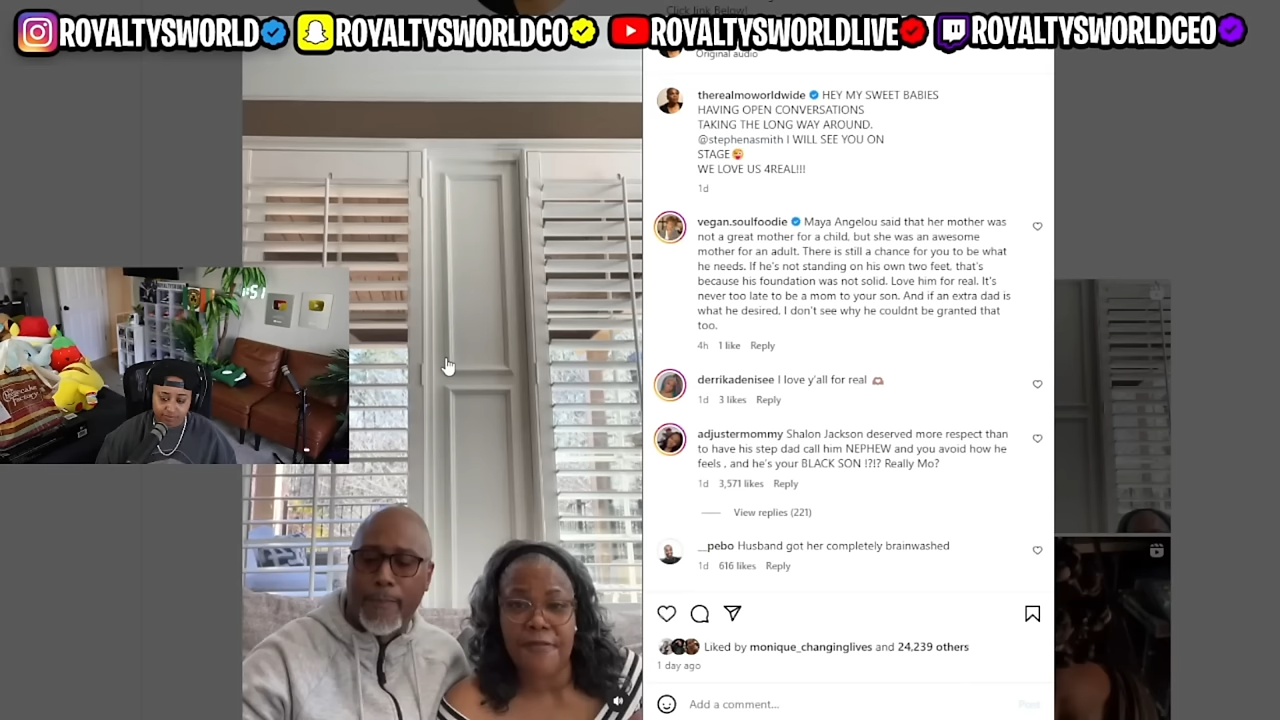 Click link Below!
ROYALTYSWORLD ROYALTYSWORLDCO ROYALTYSWORLDLIVE ROYALTYSWORLDCEO
Original audio
therealmoworldwide HEY MY SWEET BABIES
HAVING OPEN CONVERSATIONS
TAKING THE LONG WAY AROUND.
@stephenasmith I WILL SEE YOU ON
STAGE😜
WE LOVE US 4REAL!!!
1d
vegan.soulfoodie Maya Angelou said that her mother was
not a great mother for a child, but she was an awesome
mother for an adult. There is still a chance for you to be what
he needs. If he's not standing on his own two feet, that's
because his foundation was not solid. Love him for real. It's
never too late to be a mom to your son. And if an extra dad is
what he desired. I don't see why he couldnt be granted that
too.
4h 1 like Reply
derrikadenisee I love y'all for real 🫶🏽
1d 3 likes Reply
adjustermommy Shalon Jackson deserved more respect than
to have his step dad call him NEPHEW and you avoid how he
feels , and he's your BLACK SON !?!? Really Mo?
1d 3,571 likes Reply
View replies (221)
__pebo Husband got her completely brainwashed
1d 616 likes Reply
Liked by monique_changinglives and 24,239 others
1 day ago
Add a comment...
Post